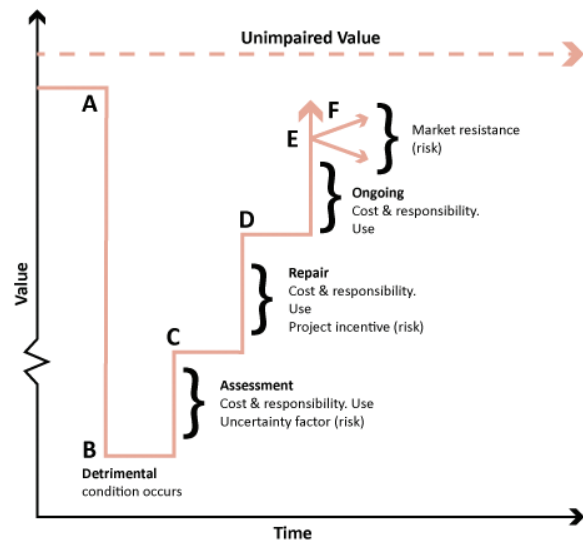 Unimpaired Value
A
F
E
Market resistance
(risk)
Ongoing
Cost & responsibility.
Use
D
Repair
Cost & responsibility.
Use
Project incentive (risk)
Value
C
Assessment
Cost & responsibility. Use
Uncertainty factor (risk)
B
Detrimental
condition occurs
Time